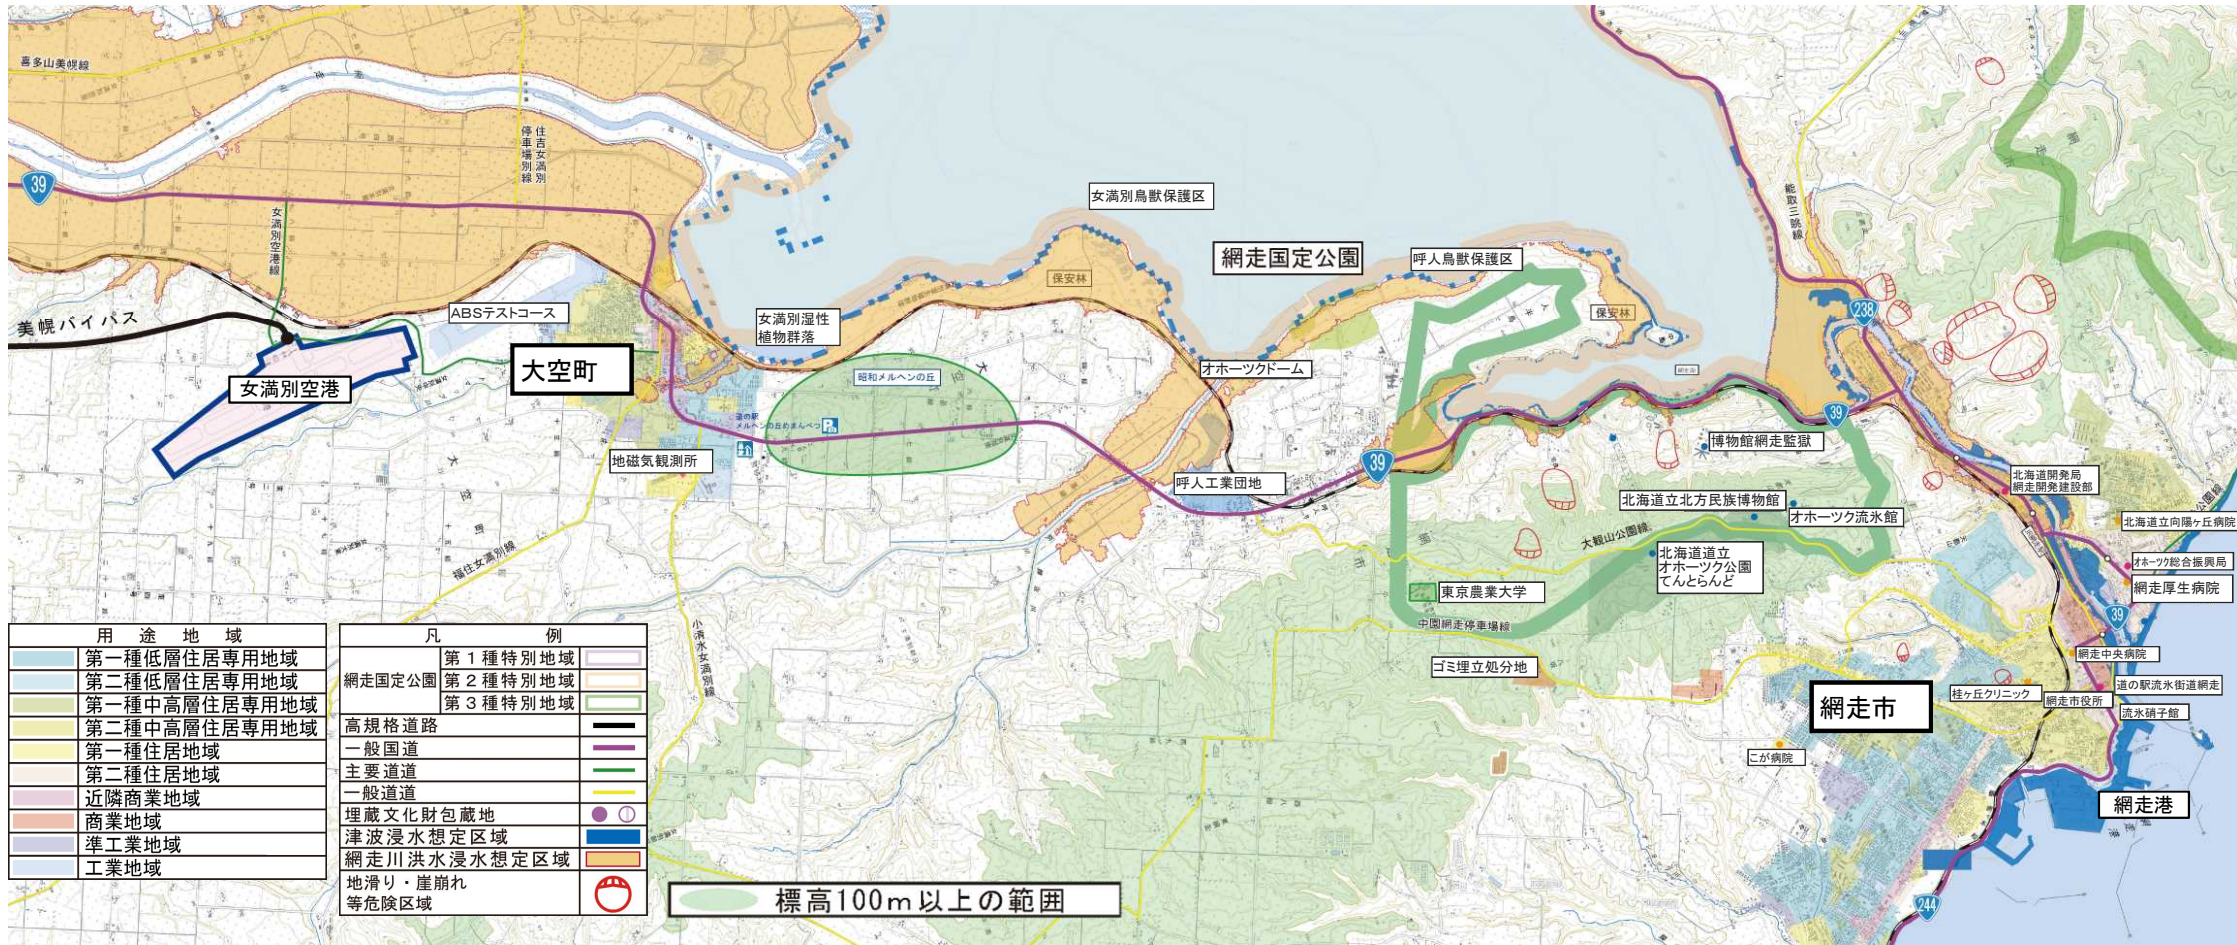 喜多山美幌線
39
住吉女満別
停車場別線
女満別空港線
美幌バイパス
女満別空港
ABSテストコース
大空町
地磁気観測所
女満別湿性
植物群落
道の駅
メルヘンの丘めまんべつ
昭和メルヘンの丘
保安林
女満別鳥獣保護区
網走国定公園
呼人鳥獣保護区
保安林
オホーツクドーム
呼人工業団地
39
能取三眺線
238
39
博物館網走監獄
北海道立北方民族博物館
オホーツク流氷館
大観山公園線
北海道道立
オホーツク公園
てんとらんど
東京農業大学
中園網走停車場線
ゴミ埋立処分地
福住女満別線
小清水女満別線
北海道開発局
網走開発建設部
公園線
北海道立向陽ヶ丘病院
オホーツク総合振興局
網走厚生病院
39
網走中央病院
道の駅流氷街道網走
桂ヶ丘クリニック
網走市役所
流氷硝子館
網走市
こが病院
網走港
244
用途地域
第一種低層住居専用地域
第二種低層住居専用地域
第一種中高層住居専用地域
第二種中高層住居専用地域
第一種住居地域
第二種住居地域
近隣商業地域
商業地域
準工業地域
工業地域
凡例
網走国定公園
第1種特別地域
第2種特別地域
第3種特別地域
高規格道路
一般国道
主要道道
一般道道
埋蔵文化財包蔵地
津波浸水想定区域
網走川洪水浸水想定区域
地滑り・崖崩れ
等危険区域
標高100m以上の範囲